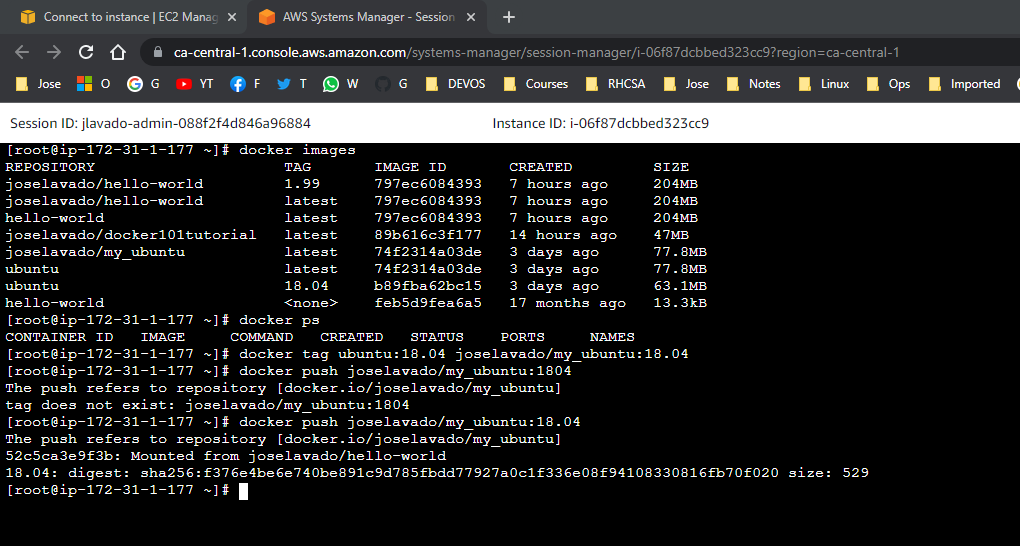 Connect to instance | EC2 Manag
AWS Systems Manager - Session
ca-central-1.console.aws.amazon.com/systems-manager/session-manager/i-06f87dcbbed323cc9?region=ca-central-1
Jose O G YT F T W G DEVOS Courses RHCSA Jose Notes Linux Ops Imported
Session ID: jlavado-admin-088f2f4d846a96884 Instance ID: i-06f87dcbbed323cc9
[root@ip-172-31-1-177 ~]# docker images
REPOSITORY TAG IMAGE ID CREATED SIZE
joselavado/hello-world 1.99 797ec6084393 7 hours ago 204MB
joselavado/hello-world latest 797ec6084393 7 hours ago 204MB
hello-world latest 797ec6084393 7 hours ago 204MB
joselavado/docker101tutorial latest 89b616c3f177 14 hours ago 47MB
joselavado/my_ubuntu latest 74f2314a03de 3 days ago 77.8MB
ubuntu latest 74f2314a03de 3 days ago 77.8MB
ubuntu 18.04 b89fba62bc15 3 days ago 63.1MB
hello-world <none> feb5d9fea6a5 17 months ago 13.3kB
[root@ip-172-31-1-177 ~]# docker ps
CONTAINER ID IMAGE COMMAND CREATED STATUS PORTS NAMES
[root@ip-172-31-1-177 ~]# docker tag ubuntu:18.04 joselavado/my_ubuntu:18.04
[root@ip-172-31-1-177 ~]# docker push joselavado/my_ubuntu:1804
The push refers to repository [docker.io/joselavado/my_ubuntu]
tag does not exist: joselavado/my_ubuntu:1804
[root@ip-172-31-1-177 ~]# docker push joselavado/my_ubuntu:18.04
The push refers to repository [docker.io/joselavado/my_ubuntu]
52c5ca3e9f3b: Mounted from joselavado/hello-world
18.04: digest: sha256:f376e4be6e740be891c9d785fbdd77927a0c1f336e08f94108330816fb70f020 size: 529
[root@ip-172-31-1-177 ~]#